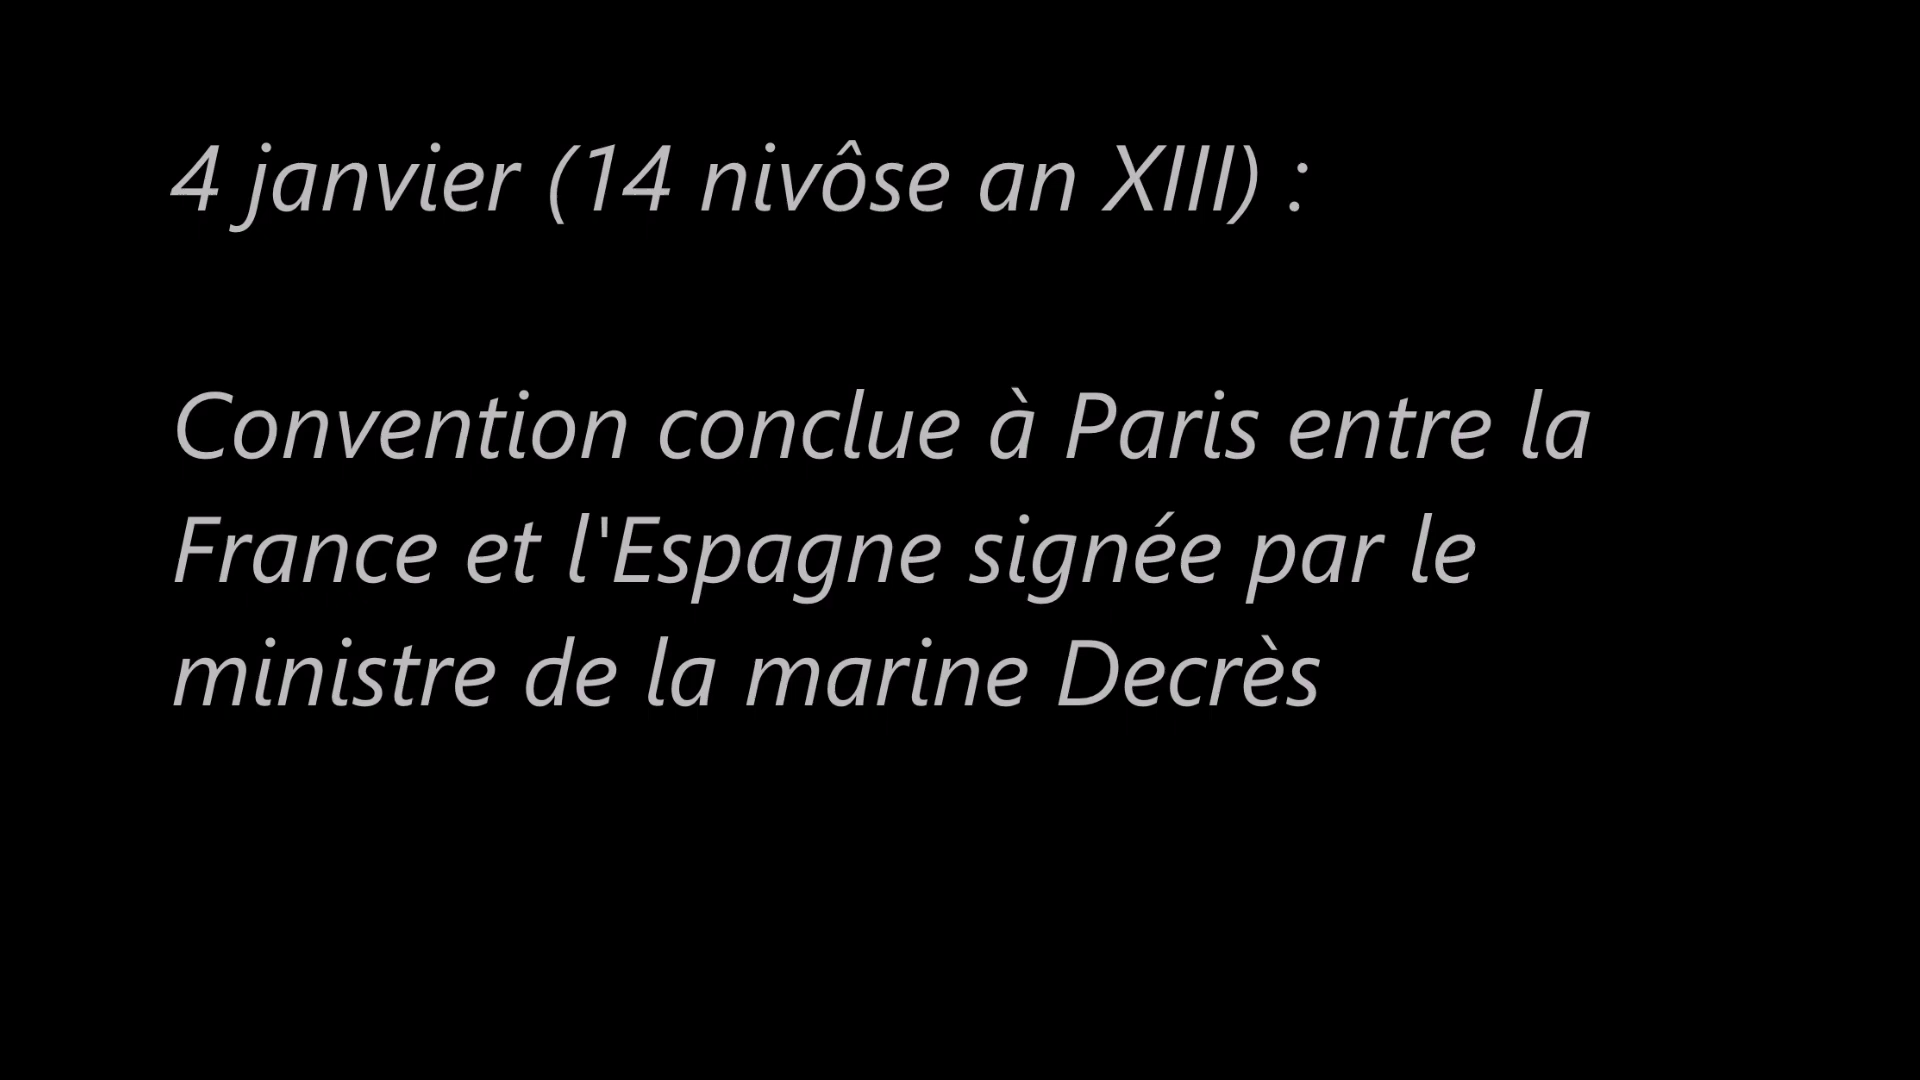 4 janvier (14 nivôse an XIII) :
Convention conclue à Paris entre la
France et l'Espagne signée par le
ministre de la marine Decrès